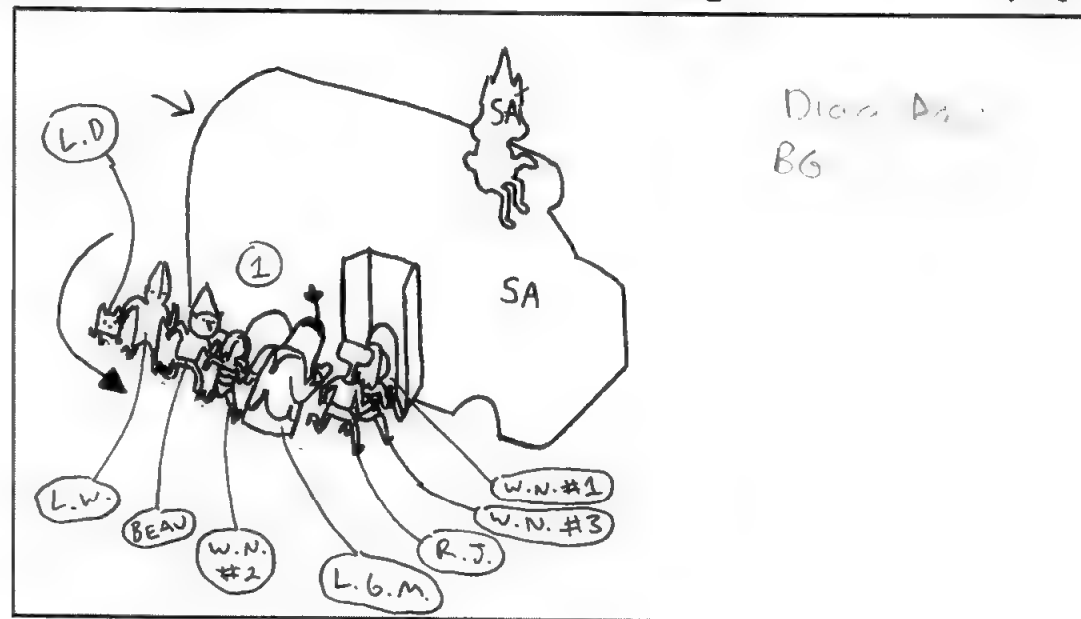 SA
L.D
BG
1
SA
L.W.
BEAU
W.N.
#2
L.G.M.
R.J.
W.N. #3
W.N. #1